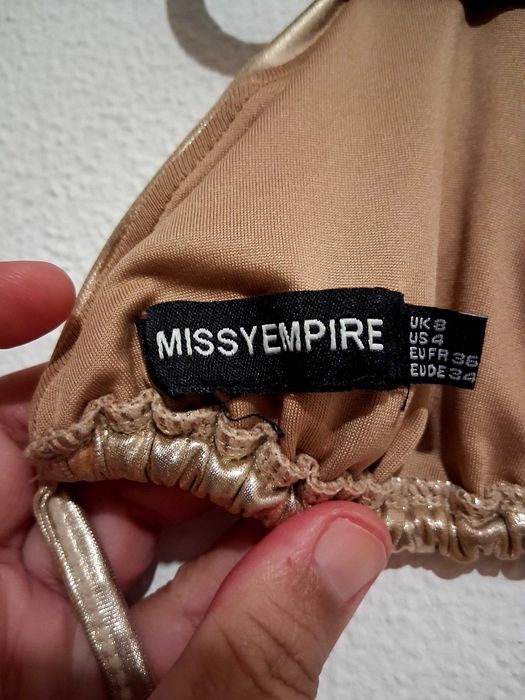 MISSYEMPIRE
UK 8
US 4
EU FR 36
EU DE 34